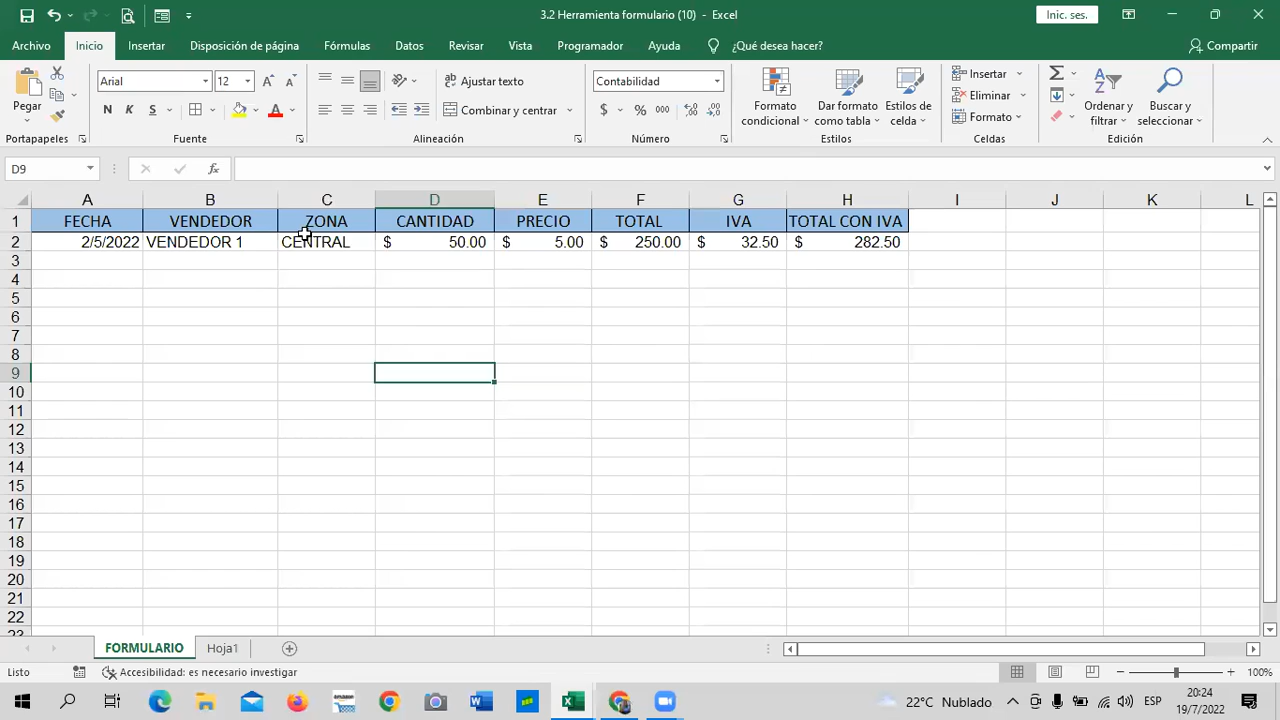 3.2 Herramienta formulario (10) - Excel
Inic. ses.
Archivo Inicio Insertar Disposición de página Fórmulas Datos Revisar Vista Programador Ayuda ¿Qué desea hacer? Compartir
Pegar
Portapapeles
Arial 12
N K S
Fuente
Ajustar texto
Combinar y centrar
Alineación
Contabilidad
$ % 000
Número
Formato condicional
Dar formato como tabla
Estilos de celda
Estilos
Insertar
Eliminar
Formato
Celdas
Ordenar y filtrar
Buscar y seleccionar
Edición
D9
fx
A B C D E F G H I J K L
1 FECHA VENDEDOR ZONA CANTIDAD PRECIO TOTAL IVA TOTAL CON IVA
2 2/5/2022 VENDEDOR 1 CENTRAL $ 50.00 $ 5.00 $ 250.00 $ 32.50 $ 282.50
3
4
5
6
7
8
9
10
11
12
13
14
15
16
17
18
19
20
21
22
23
FORMULARIO Hoja1
Listo Accesibilidad: es necesario investigar 100%
22°C Nublado ESP 20:24
19/7/2022